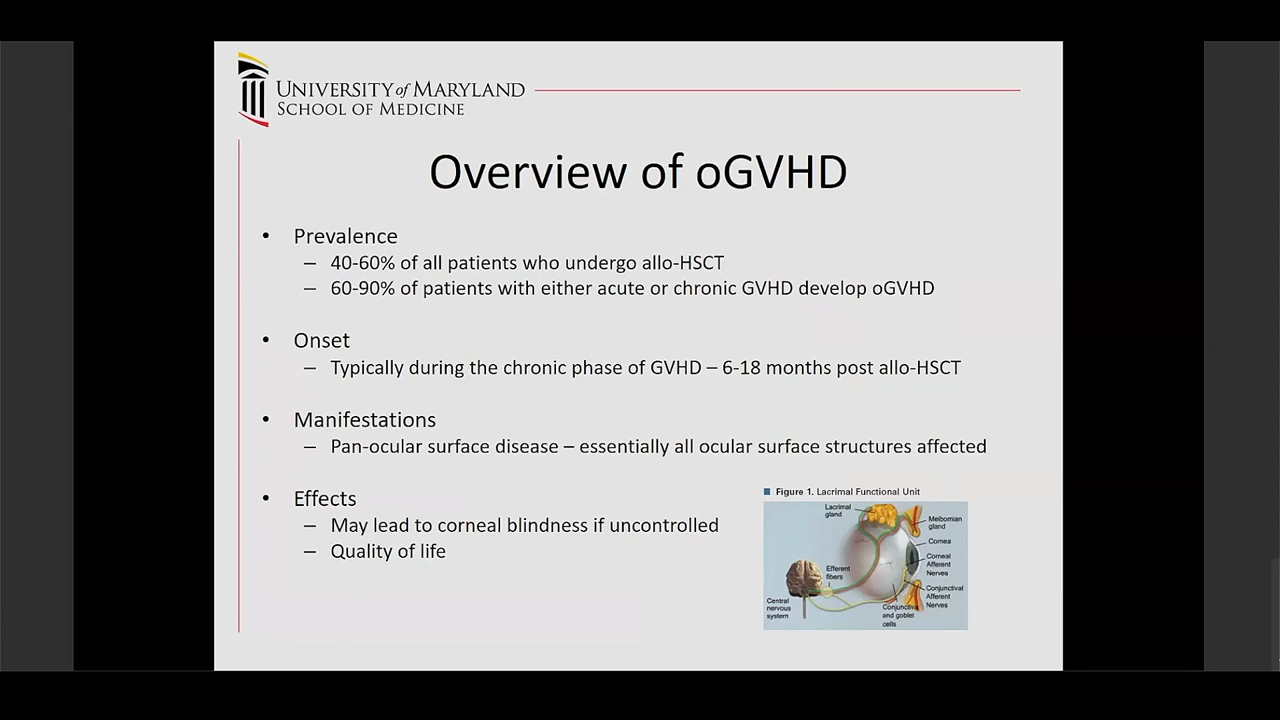 UNIVERSITY of MARYLAND
SCHOOL OF MEDICINE
Overview of oGVHD
• Prevalence
– 40-60% of all patients who undergo allo-HSCT
– 60-90% of patients with either acute or chronic GVHD develop oGVHD
• Onset
– Typically during the chronic phase of GVHD – 6-18 months post allo-HSCT
• Manifestations
– Pan-ocular surface disease – essentially all ocular surface structures affected
• Effects
– May lead to corneal blindness if uncontrolled
– Quality of life
Figure 1. Lacrimal Functional Unit
Lacrimal
gland
Meibomian
gland
Cornea
Corneal
Afferent
Nerves
Efferent
fibers
Conjunctival
Afferent
Nerves
Central
nervous
system
Conjunctiva
and goblet
cells